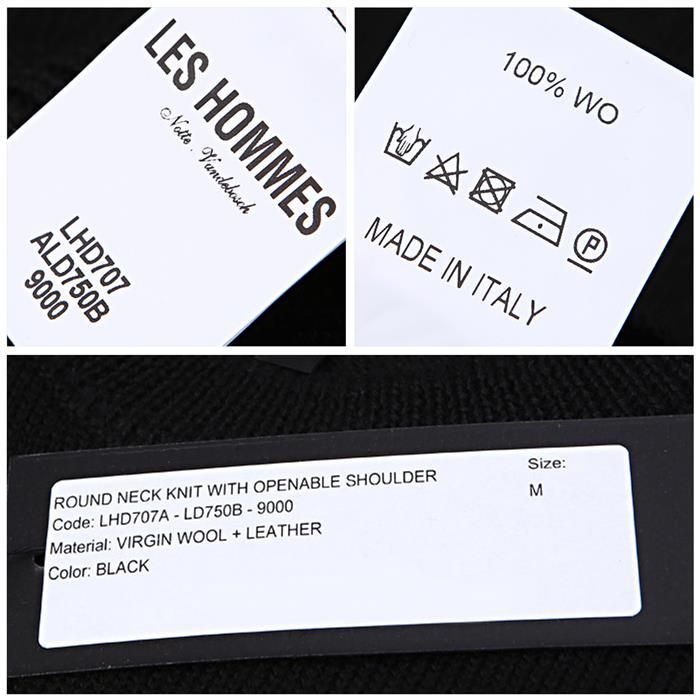 LES HOMMES
Notte . Vandebosch
LHD707
ALD750B
9000
100% WO
P
MADE IN ITALY
ROUND NECK KNIT WITH OPENABLE SHOULDER
Code: LHD707A - LD750B - 9000
Material: VIRGIN WOOL + LEATHER
Color: BLACK
Size:
M